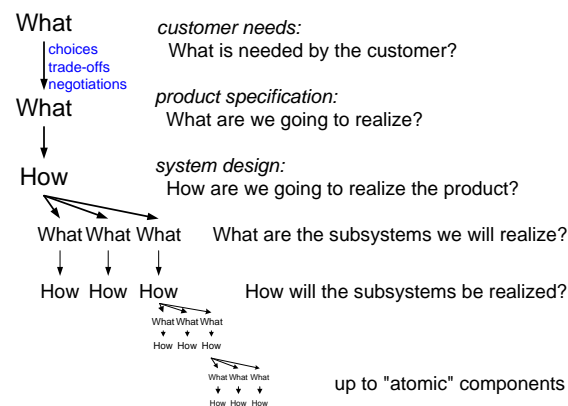 What
customer needs:
What is needed by the customer?
choices
trade-offs
negotiations
What
product specification:
What are we going to realize?
How
system design:
How are we going to realize the product?
What What What
What are the subsystems we will realize?
How How How
How will the subsystems be realized?
What What What
How How How
What What What
up to "atomic" components
How How How